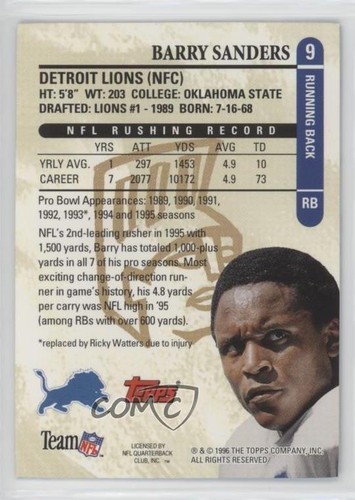 BARRY SANDERS
9
RUNNING BACK
RB
DETROIT LIONS (NFC)
HT: 5'8" WT: 203 COLLEGE: OKLAHOMA STATE
DRAFTED: LIONS #1 - 1989 BORN: 7-16-68
NFL RUSHING RECORD
YRS ATT YDS AVG TD
YRLY AVG. 1 297 1453 4.9 10
CAREER 7 2077 10172 4.9 73
Pro Bowl Appearances: 1989, 1990, 1991,
1992, 1993*, 1994 and 1995 seasons
NFL's 2nd-leading rusher in 1995 with
1,500 yards, Barry has totaled 1,000-plus
yards in all 7 of his pro seasons. Most
exciting change-of-direction run-
ner in game's history, his 4.8 yards
per carry was NFL high in '95
(among RBs with over 600 yards).
*replaced by Ricky Watters due to injury
Topps
COMC
Team NFL
LICENSED BY
NFL QUARTERBACK
CLUB, INC. ™
® & © 1996 THE TOPPS COMPANY, INC.
ALL RIGHTS RESERVED.